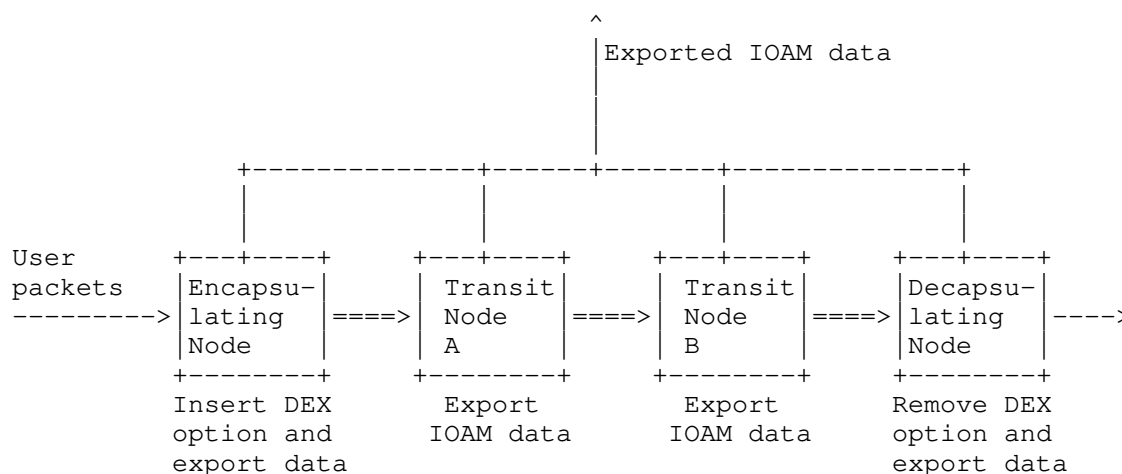 Exported IOAM data
User
packets
Encapsu-
lating
Node
Transit
Node
A
Transit
Node
B
Decapsu-
lating
Node
Insert DEX
option and
export data
Export
IOAM data
Export
IOAM data
Remove DEX
option and
export data